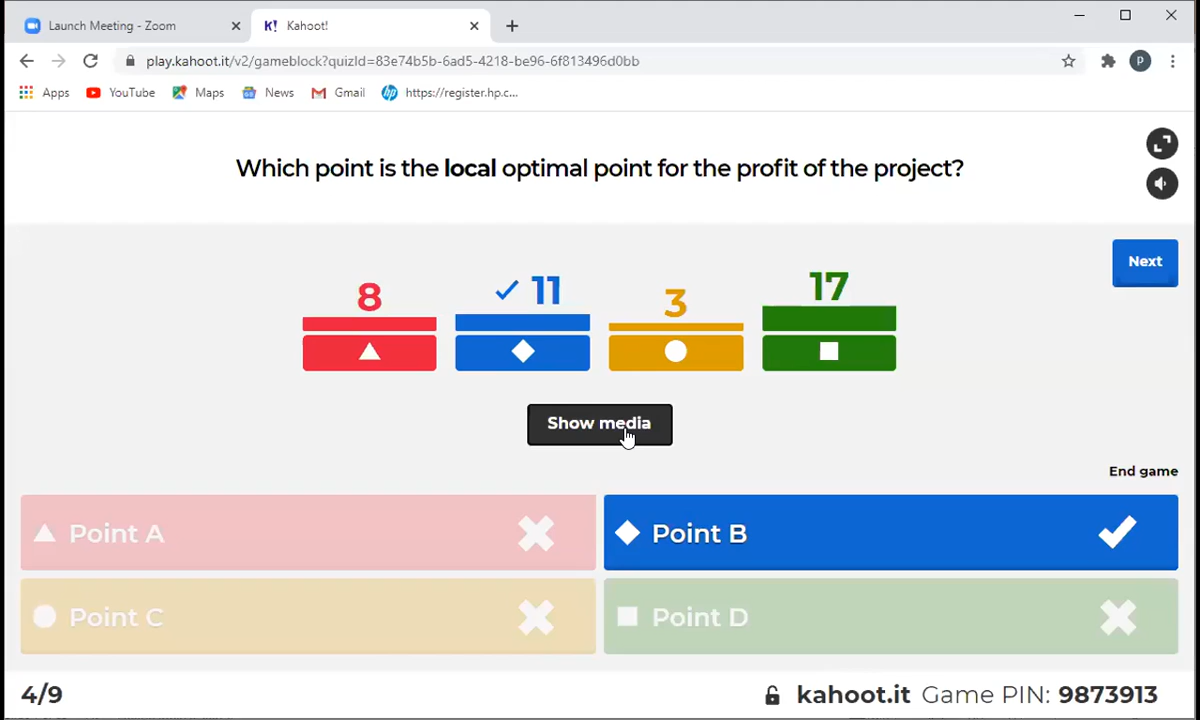 Launch Meeting - Zoom
K! Kahoot!
play.kahoot.it/v2/gameblock?quizId=83e74b5b-6ad5-4218-be96-6f813496d0bb
P
Apps YouTube Maps News Gmail https://register.hp.c...
Which point is the local optimal point for the profit of the project?
Next
8 11 3 17
Show media
End game
Point A
Point B
Point C
Point D
4/9
kahoot.it Game PIN: 9873913